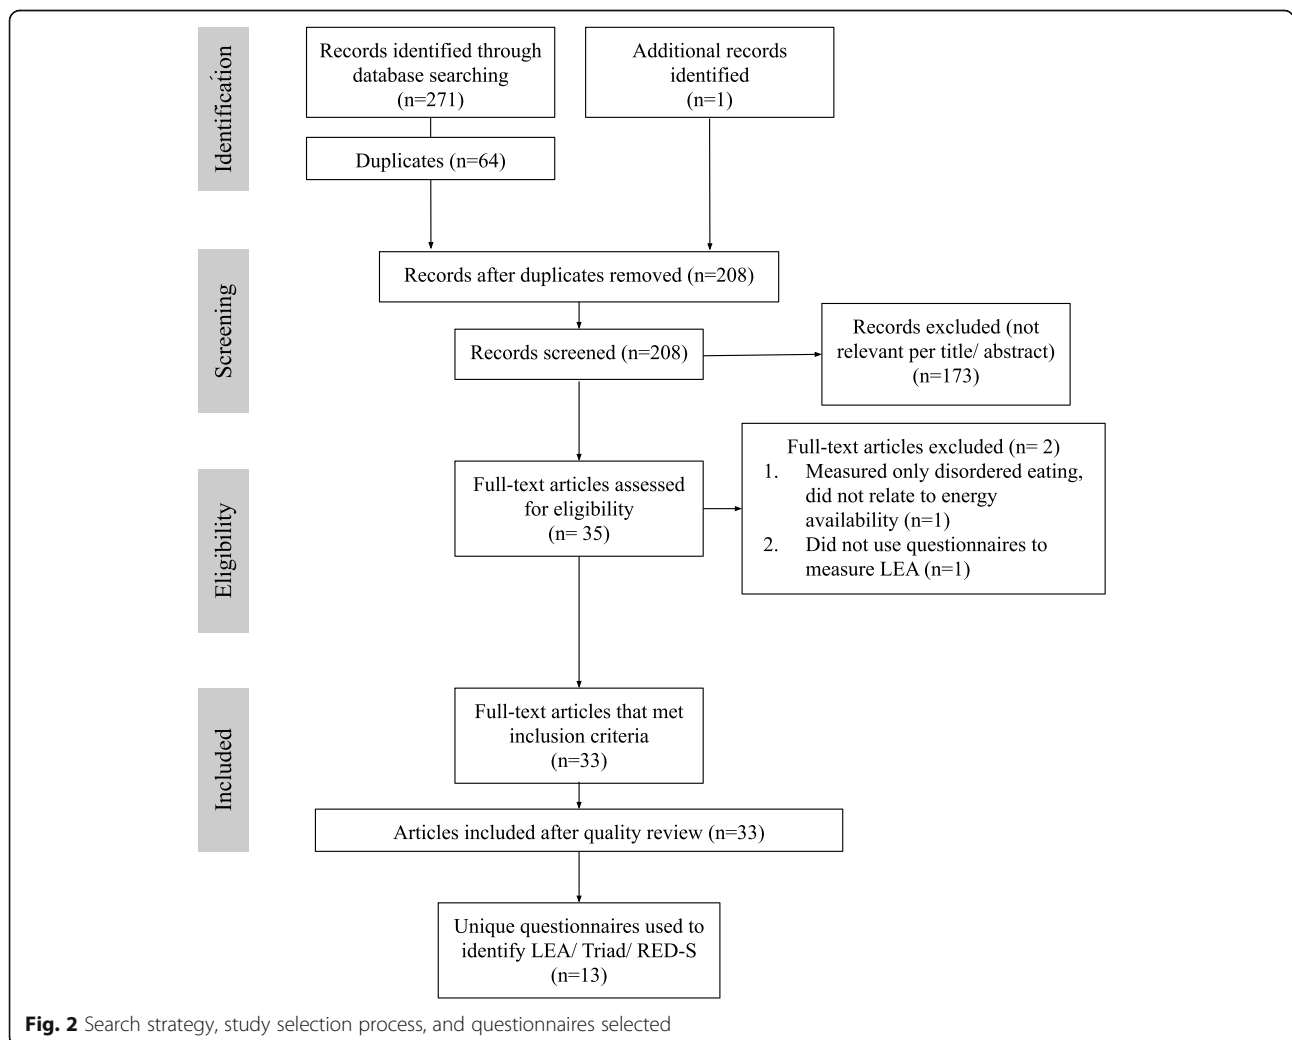 Identification
Records identified through
database searching
(n=271)
Additional records
identified
(n=1)
Duplicates (n=64)
Screening
Records after duplicates removed (n=208)
Records screened (n=208)
Records excluded (not
relevant per title/ abstract)
(n=173)
Eligibility
Full-text articles assessed
for eligibility
(n= 35)
Full-text articles excluded (n= 2)
1. Measured only disordered eating,
did not relate to energy
availability (n=1)
2. Did not use questionnaires to
measure LEA (n=1)
Included
Full-text articles that met
inclusion criteria
(n=33)
Articles included after quality review (n=33)
Unique questionnaires used to
identify LEA/ Triad/ RED-S
(n=13)
Fig. 2 Search strategy, study selection process, and questionnaires selected